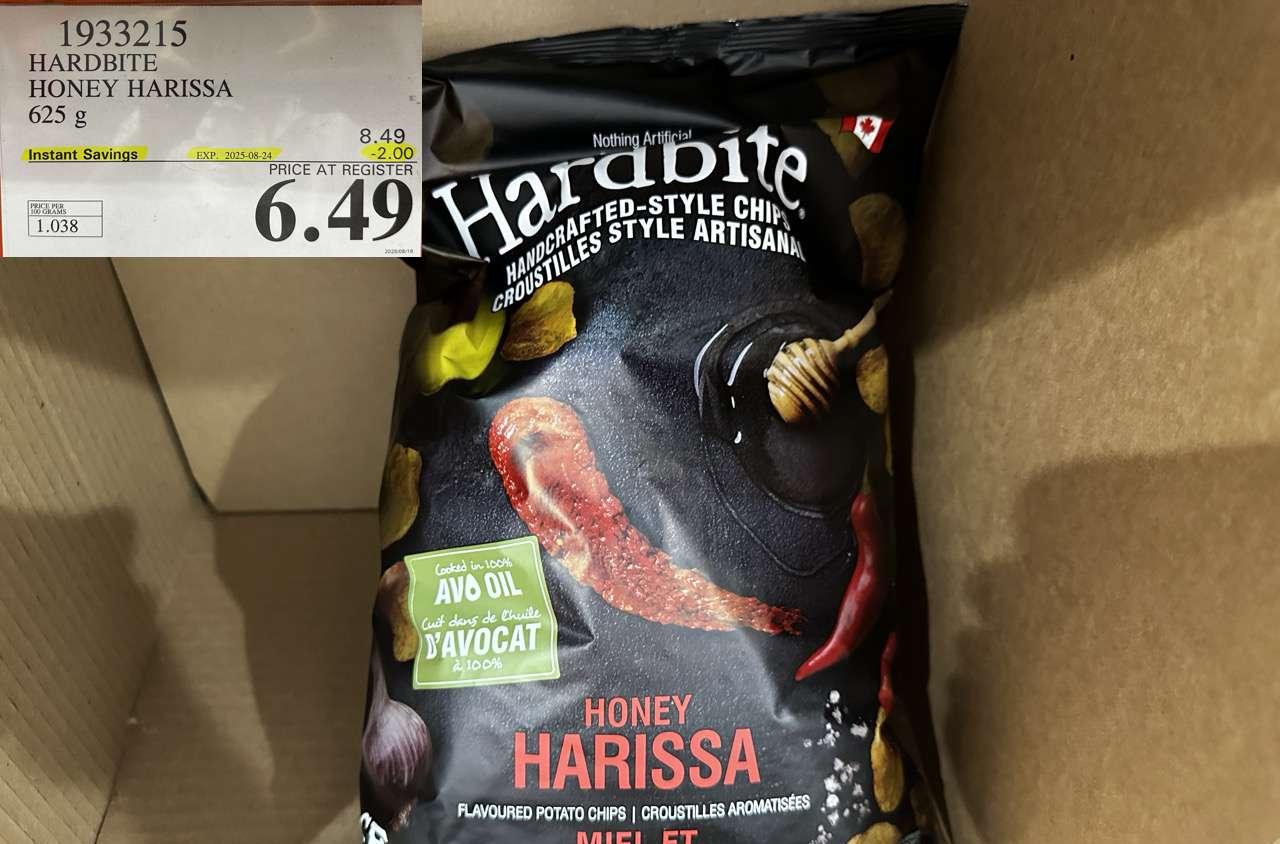 1933215
HARDBITE
HONEY HARISSA
625 g
8.49
Instant Savings EXP. 2025-08-24 -2.00
PRICE AT REGISTER
6.49
PRICE PER
100 GRAMS
1.038
Nothing Artificial
Hardbite
HANDCRAFTED-STYLE CHIPS
CROUSTILLES STYLE ARTISANAL
Cooked in 100%
AVO OIL
Cuit dans de l'huile
D'AVOCAT
à 100%
HONEY
HARISSA
FLAVOURED POTATO CHIPS | CROUSTILLES AROMATISÉES
MIEL ET